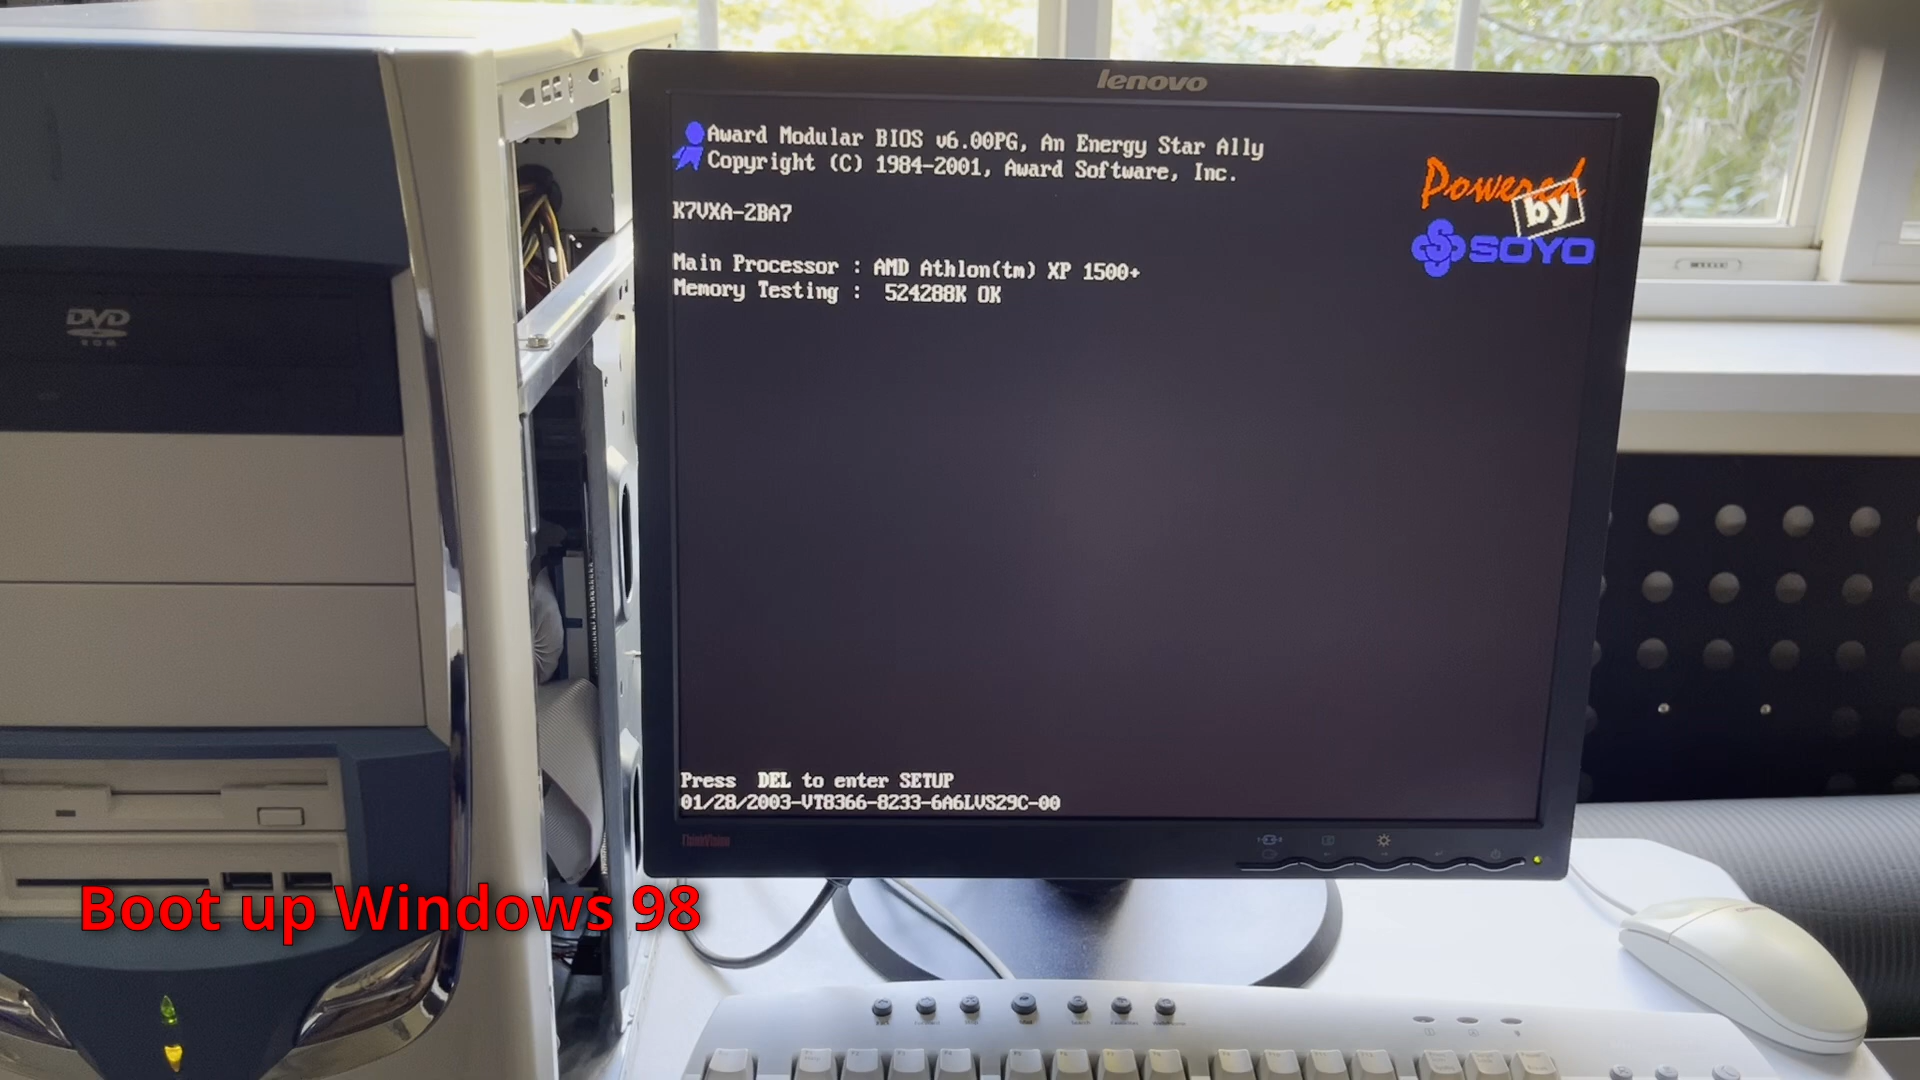 lenovo
Award Modular BIOS v6.00PG, An Energy Star Ally
Copyright (C) 1984-2001, Award Software, Inc.
Powered
by
SOYO
K7VXA-2BA7
Main Processor : AMD Athlon(tm) XP 1500+
Memory Testing :  524288K OK
DVD
ROM
Press  DEL to enter SETUP
01/28/2003-VT8366-8233-6A6LVS29C-00
ThinkVision
Boot up Windows 98